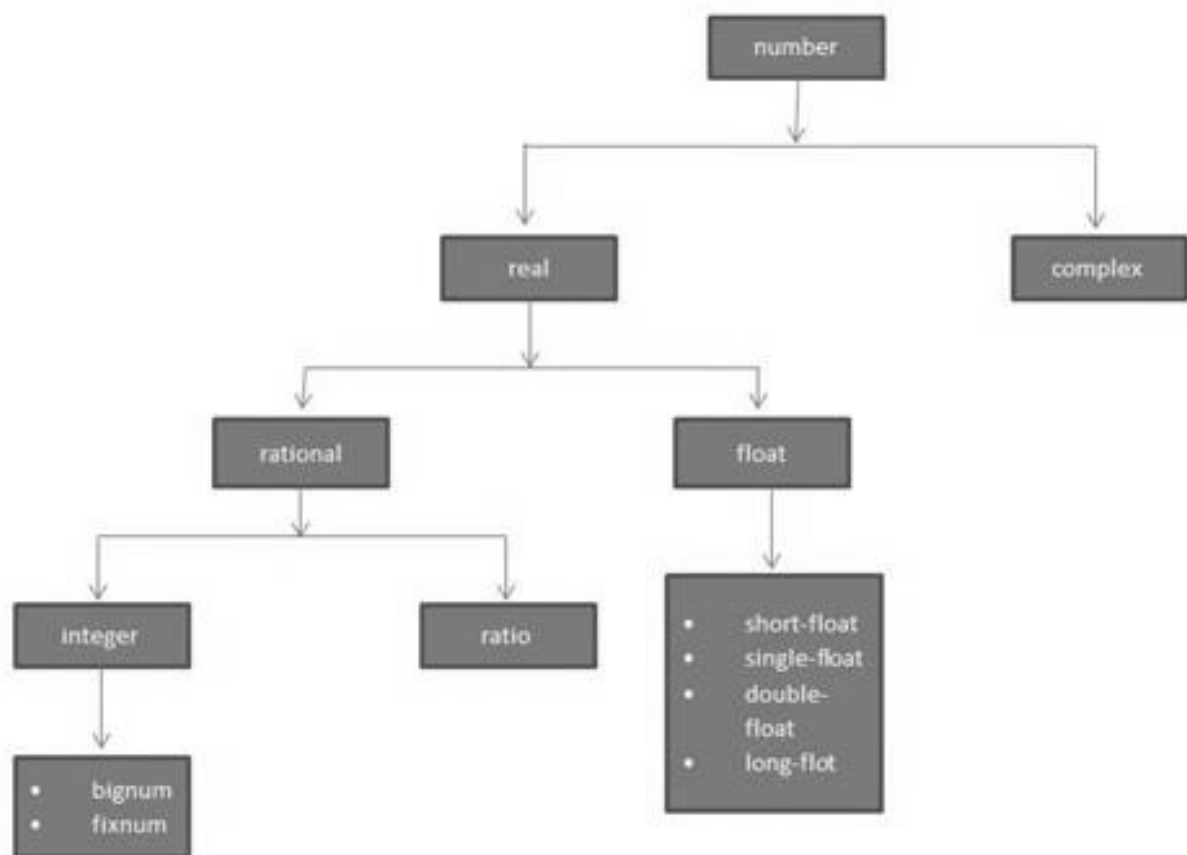 number
real
complex
rational
float
integer
ratio
• short-float
• single-float
• double-
float
• long-flot
• bignum
• fixnum